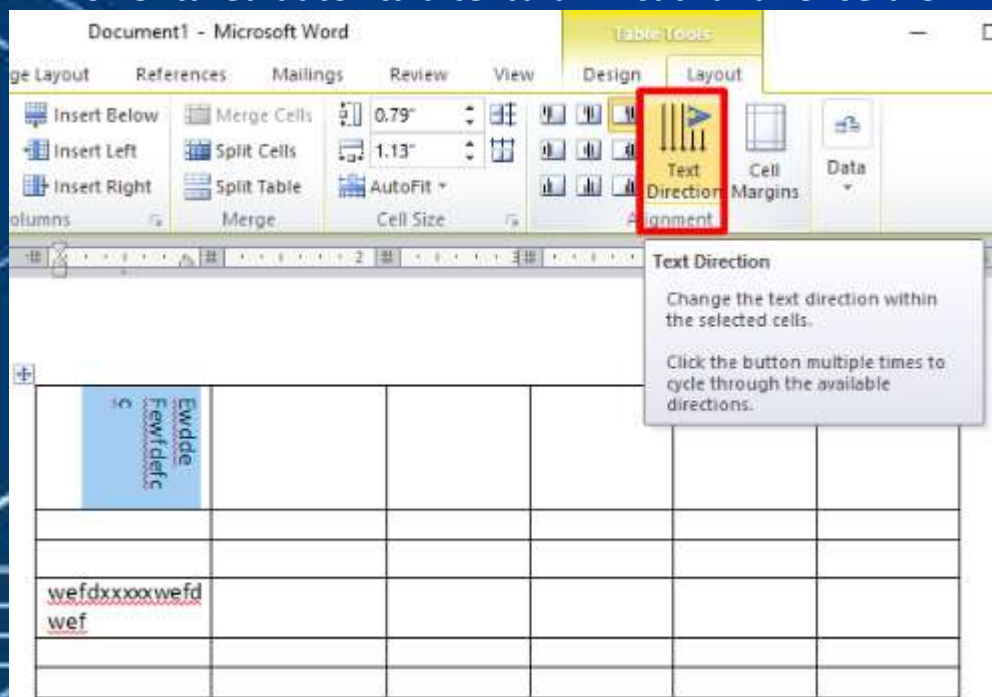 Document1 - Microsoft Word
Table Tools
ge Layout References Mailings Review View Design Layout
Insert Below Merge Cells 0.79"
Insert Left Split Cells 1.13"
Insert Right Split Table AutoFit
Text Direction
Cell Margins
Data
olumns Merge Cell Size Alignment
2
Text Direction
Change the text direction within
the selected cells.
Click the button multiple times to
cycle through the available
directions.
Ewdde
Fewfdefc
wef